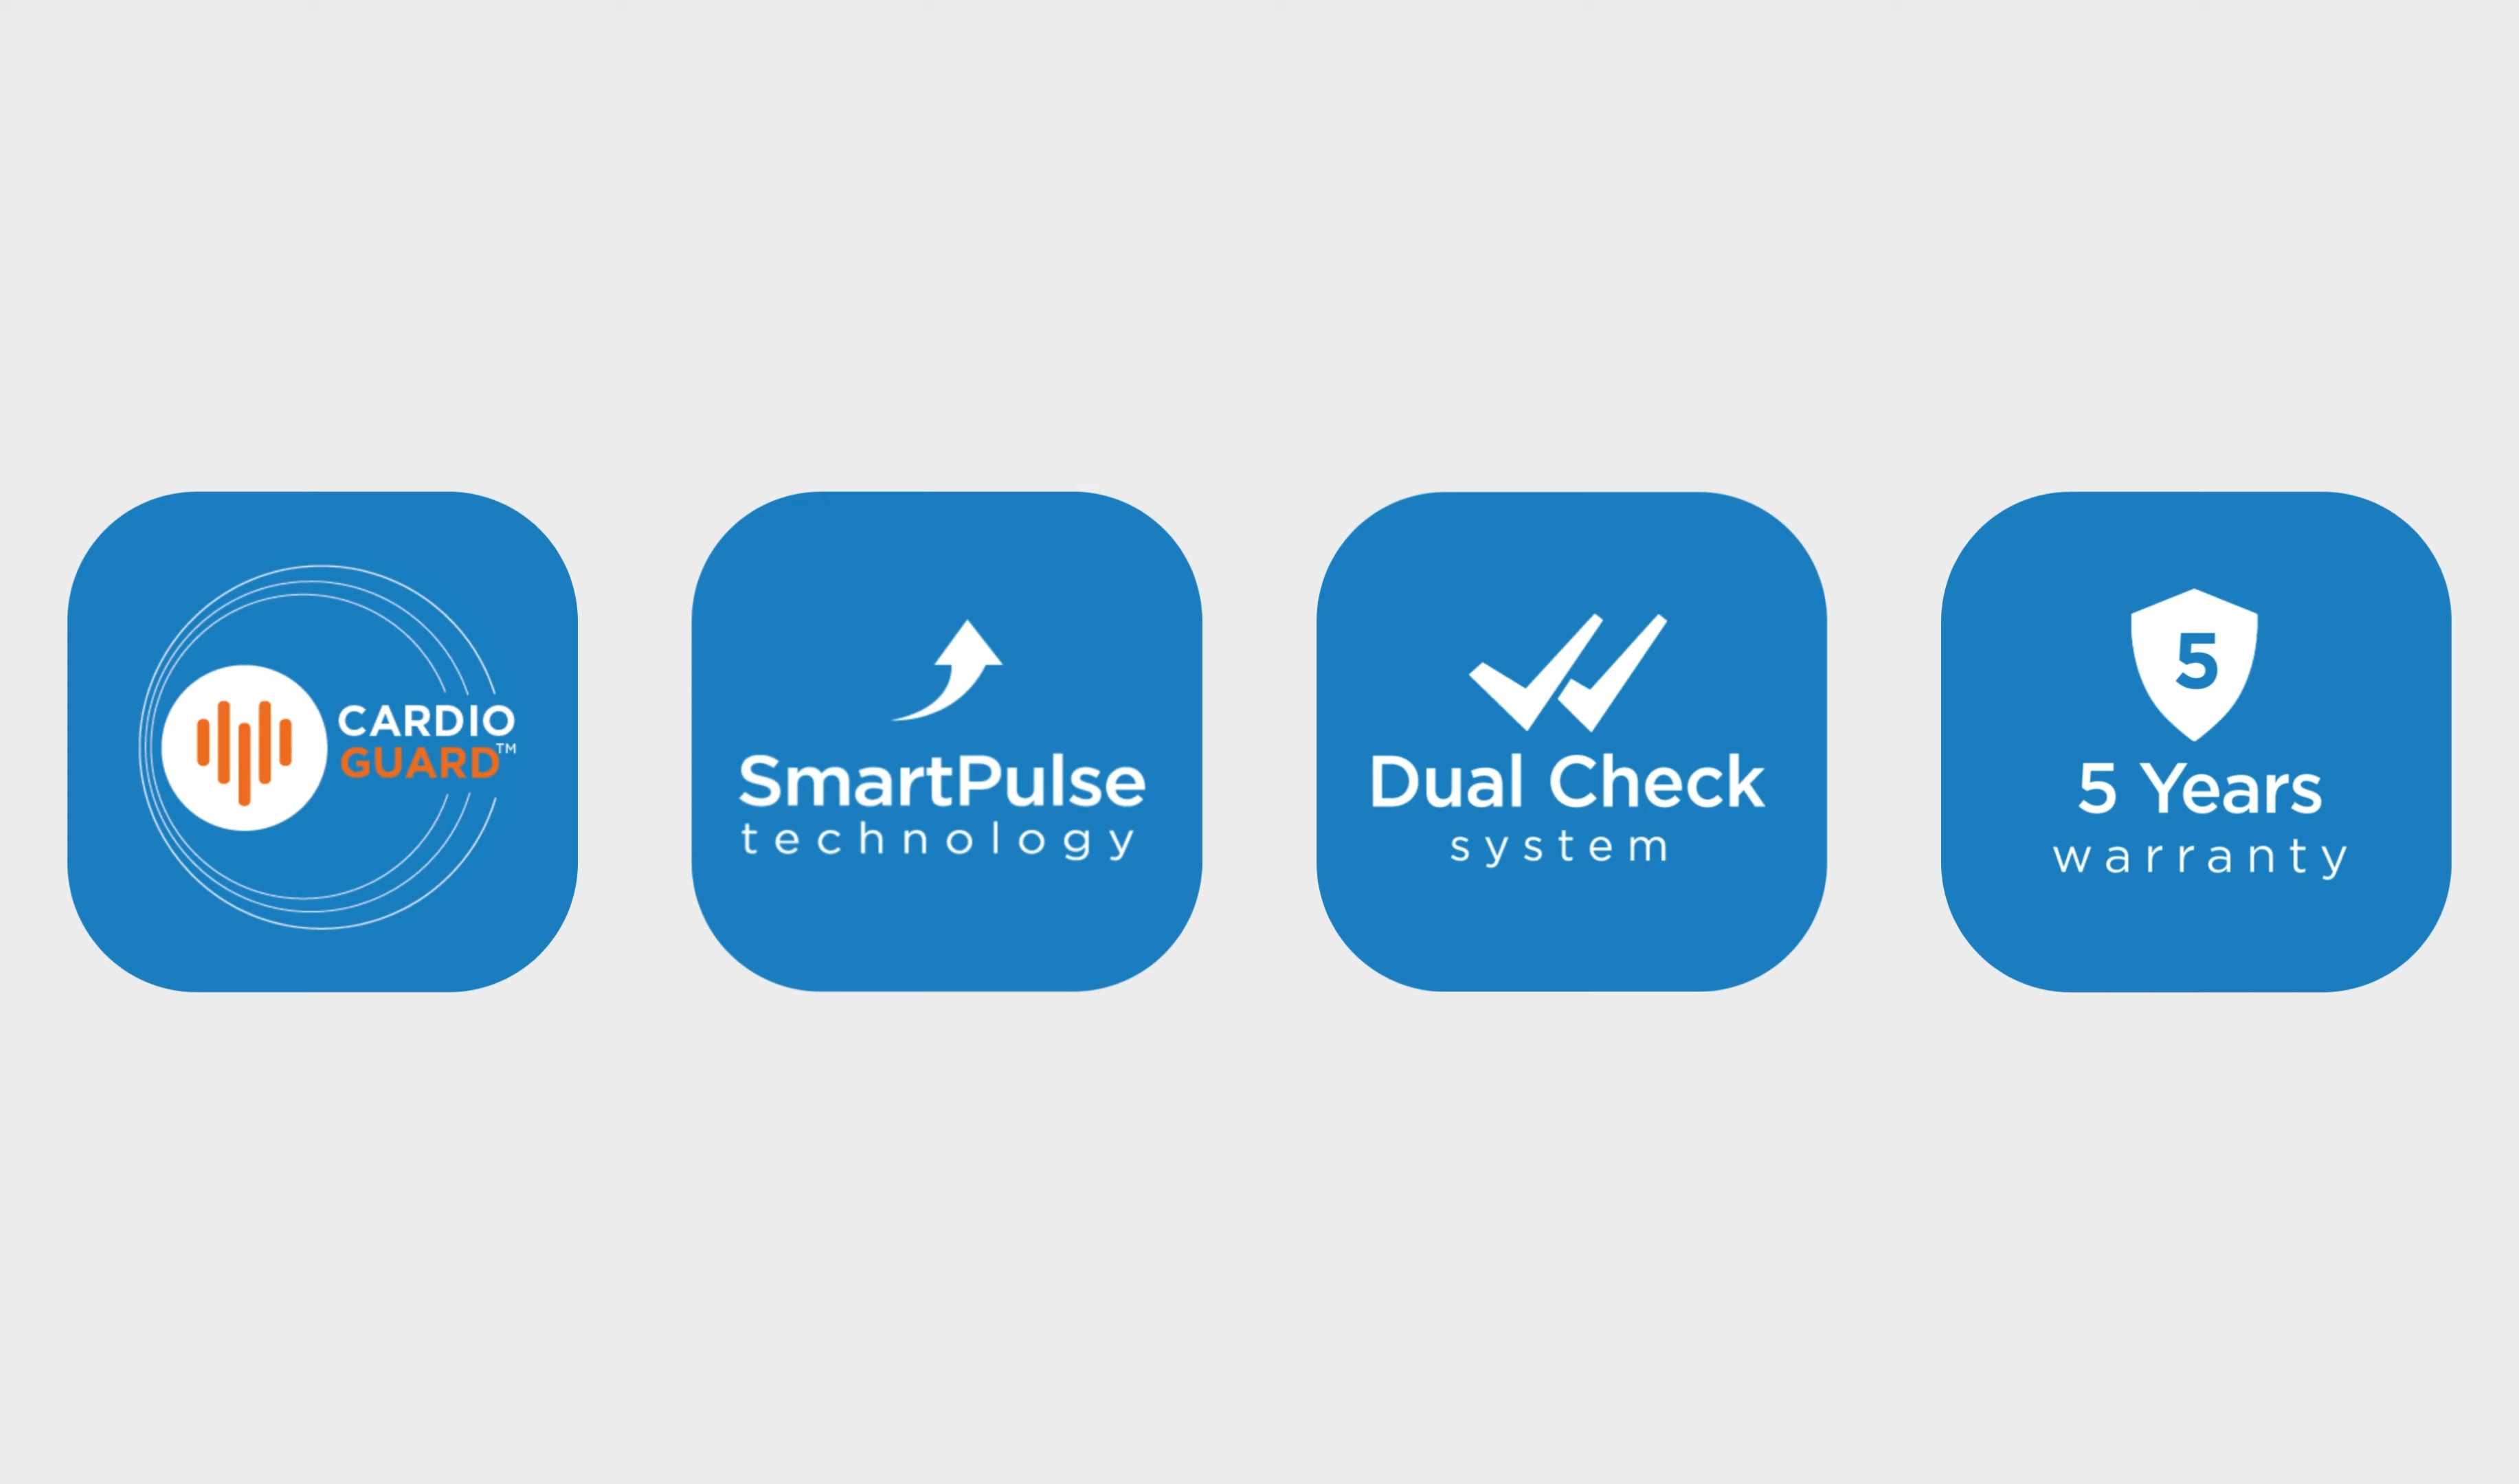 CARDIO
GUARD™
SmartPulse
technology
Dual Check
system
5
5 Years
warranty